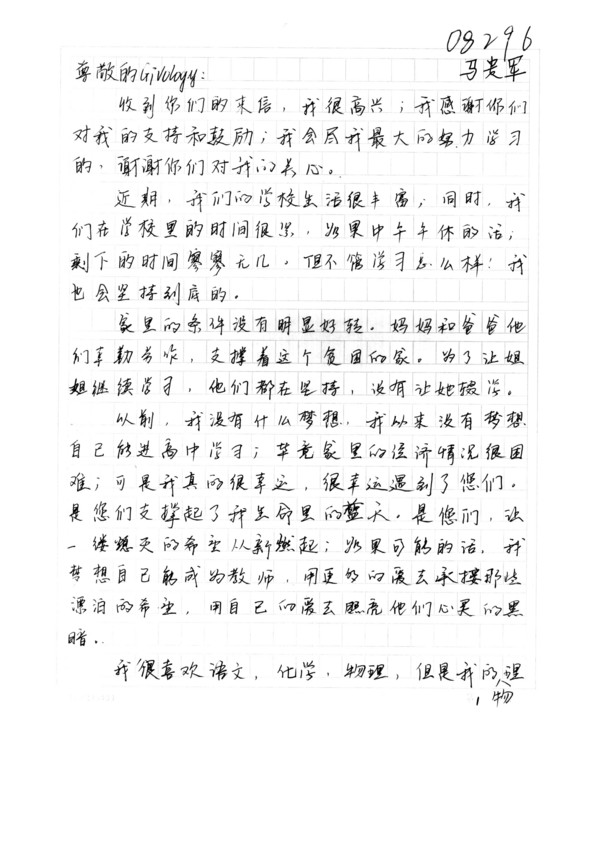 08296
尊敬的Givology:
马发军
收到你们的来信，我很高兴；我感谢你们
对我的支持和鼓励；我会尽我最大的努力学习
的，谢谢你们对我的关心。
近期，我们的学校生活很丰富；同时，我
们在学校里的时间很紧，如果中午午休的话；
剩下的时间寥寥无几，但不管学习怎么样！我
也会坚持到底的。
家里的条件没有明显好转。妈妈和爸爸他
们辛勤劳作，支撑着这个贫困的家。为了让姐
姐继续学习，他们都在坚持，没有让她辍学。
以前，我没有什么梦想，我从来没有梦想
自己能进高中学习；毕竟家里的经济情况很困
难；可是我真的很幸运，很幸运遇到了您们。
是您们支撑起了我生命里的蓝天。是您们，让
一缕熄灭的希望从新燃起；如果可能的话，我
梦想自己能成为教师，用更多的爱去承接那些
漂泊的希望，用自己的爱去照亮他们心灵的黑
暗。
我很喜欢语文，化学，物理，但是我的理
，物